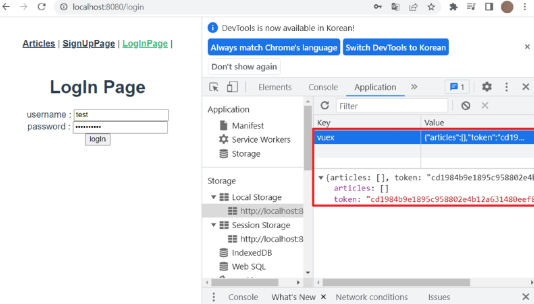 localhost:8080/login
Articles | SignUpPage | LogInPage |
LogIn Page
username : test
password : ••••••••••
logIn
DevTools is now available in Korean!
Always match Chrome's language
Switch DevTools to Korean
Don't show again
Elements Console Application » 1
Application
Manifest
Service Workers
Storage
Storage
Local Storage
http://localhost:8
Session Storage
http://localhost:8
IndexedDB
Web SQL
Filter
Key Value
vuex {"articles":[],"token":"cd19...
{articles: [], token: "cd1984b9e1895c958802e4b
articles: []
token: "cd1984b9e1895c958802e4b12a631480eef8
Console What's New Network conditions Issues